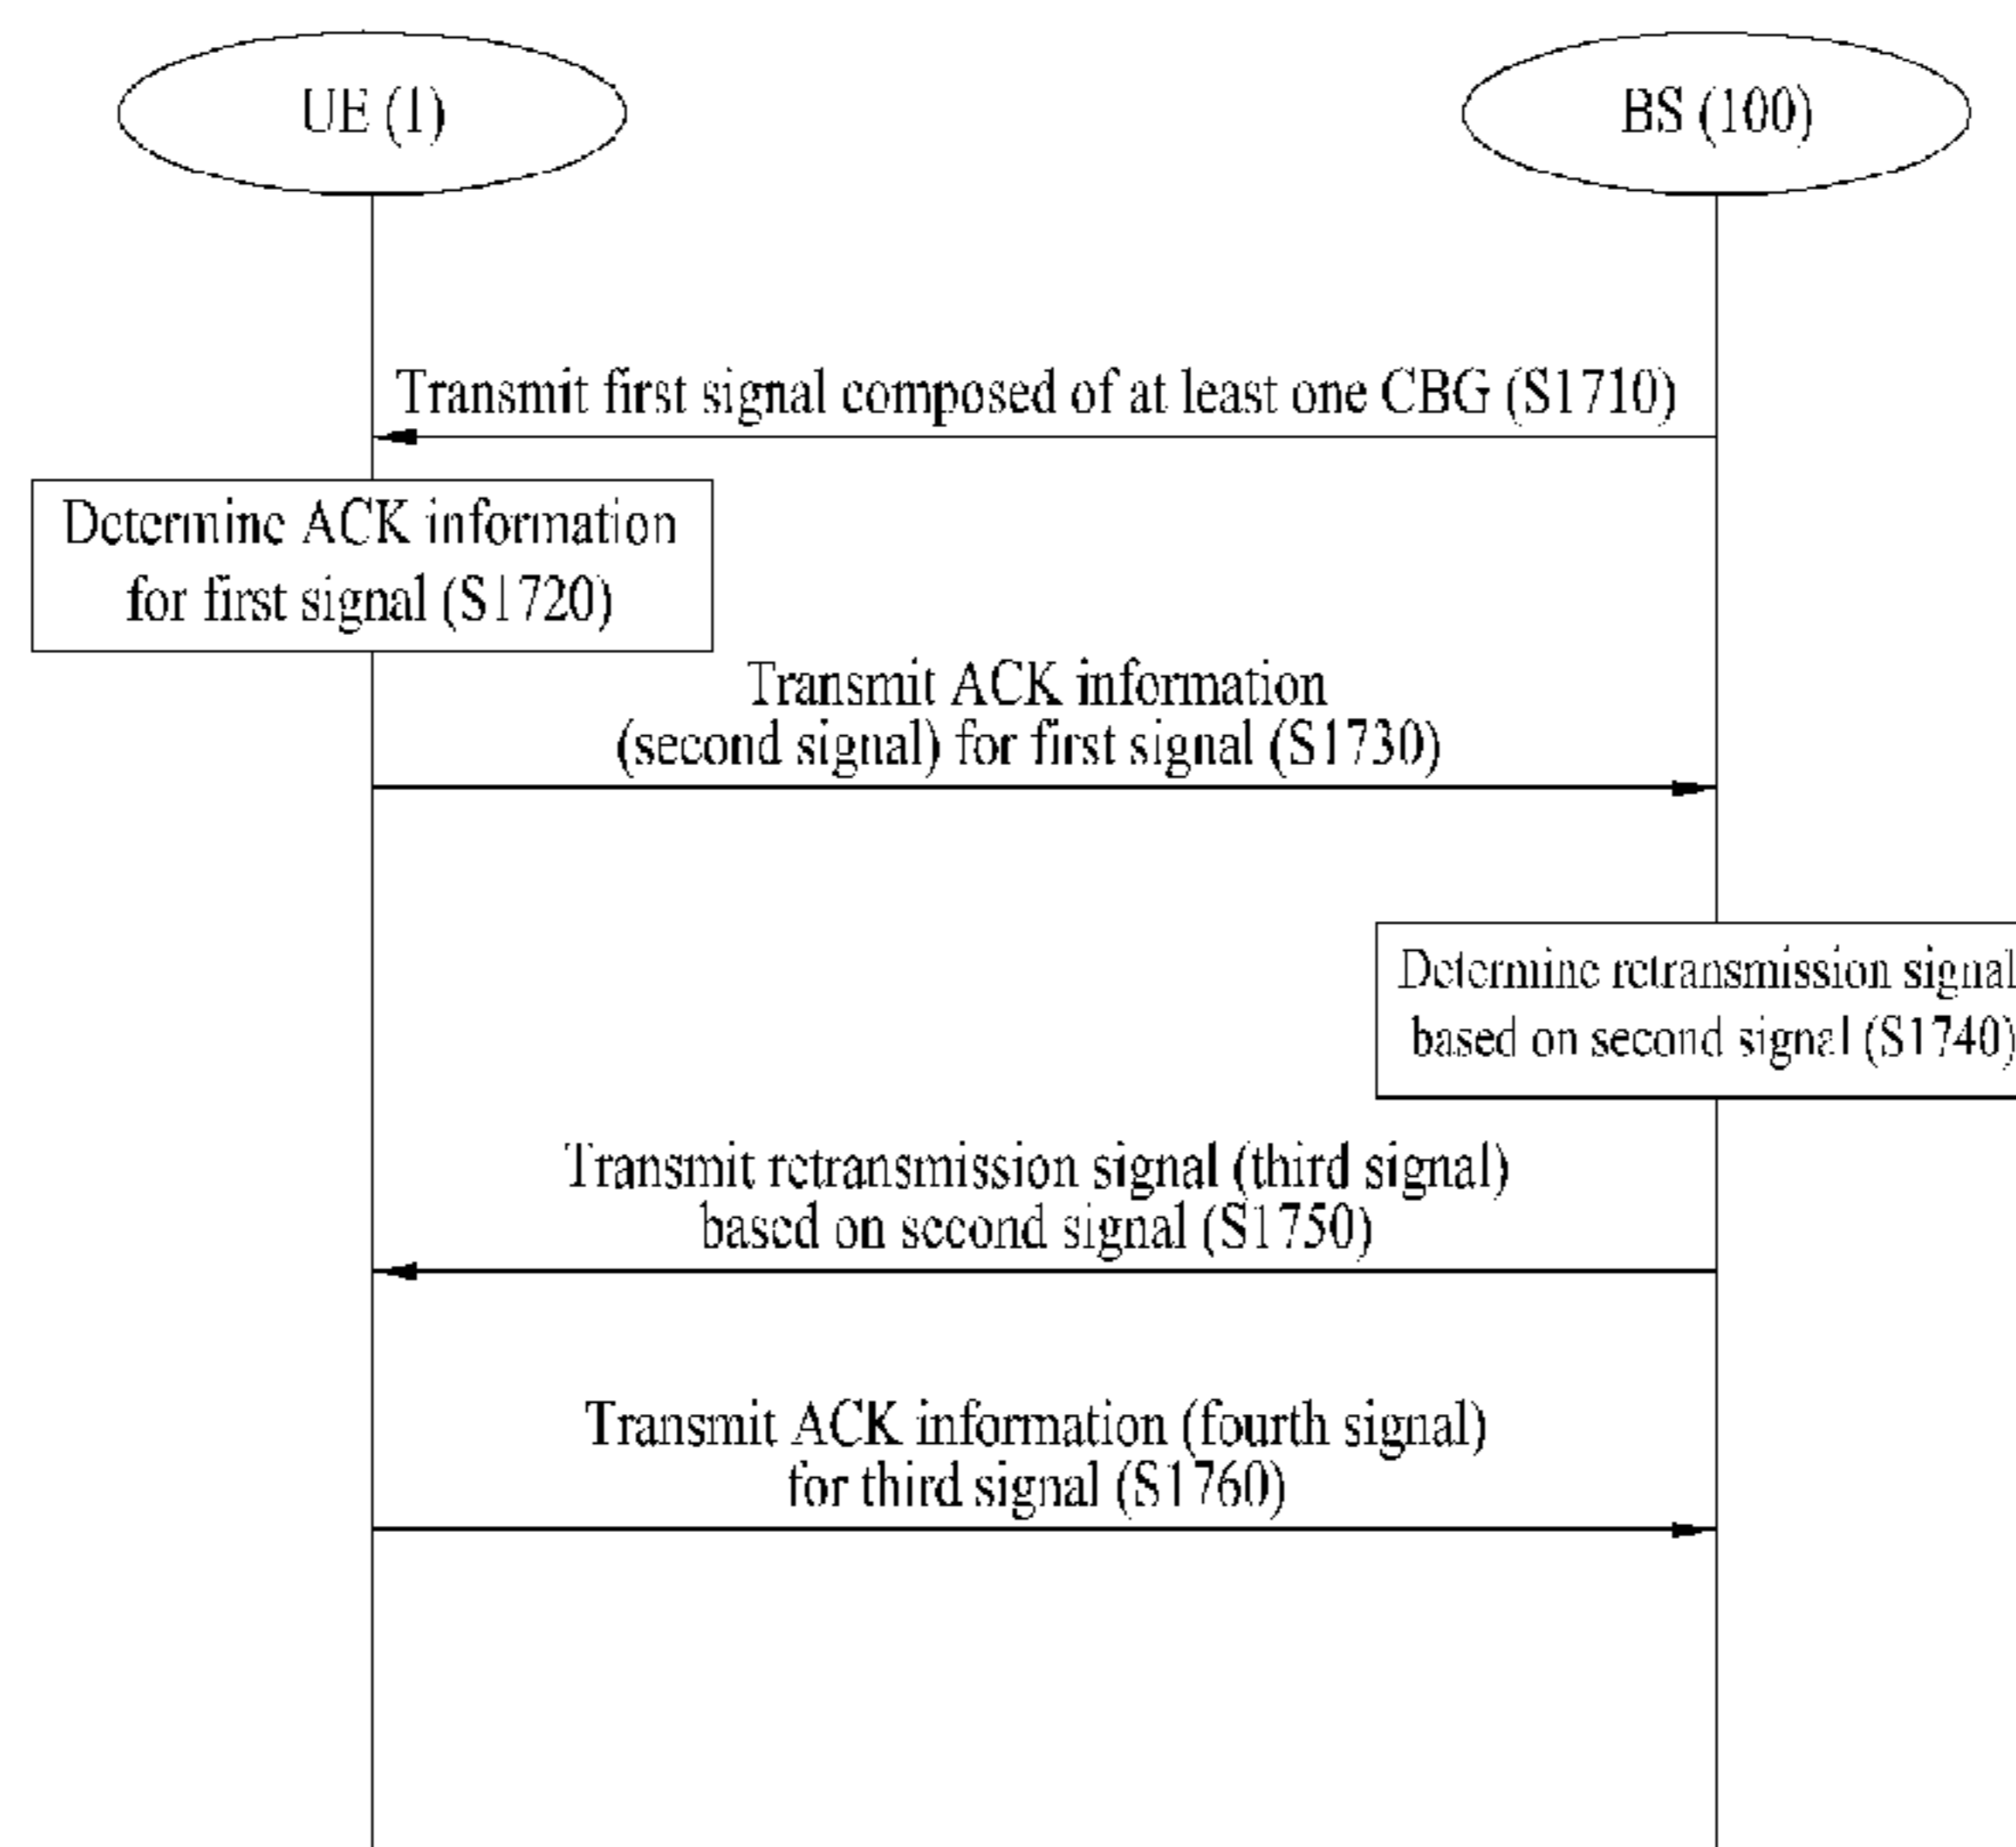 UE (1)
BS (100)
Transmit first signal composed of at least one CBG (S1710)
Determine ACK information
for first signal (S1720)
Transmit ACK information
(second signal) for first signal (S1730)
Determine retransmission signal
based on second signal (S1740)
Transmit retransmission signal (third signal)
based on second signal (S1750)
Transmit ACK information (fourth signal)
for third signal (S1760)